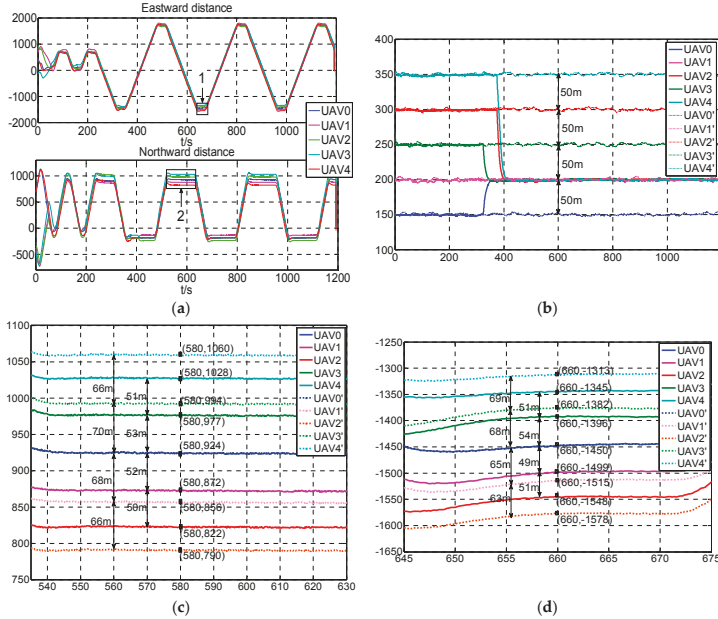 Eastward distance
2000
1000
0
-1000
-2000
1
0 200 400 600 800 1000
t/s
UAV0
UAV1
UAV2
UAV3
UAV4
Northward distance
1000
500
0
-500
2
0 200 400 600 800 1000 1200
t/s
(a)
400
350
300
250
200
150
100
50m
50m
50m
50m
0 200 400 600 800 1000
UAV0
UAV1
UAV2
UAV3
UAV4
UAV0'
UAV1'
UAV2'
UAV3'
UAV4'
(b)
1100
1050
1000
950
900
850
790
750
66m
70m
68m
66m
51m
53m
52m
50m
(580,1060)
(580,1028)
(580,994)
(580,977)
(580,924)
(580,872)
(580,856)
(580,822)
(580,790)
535 540 550 560 570 580 590 600 610 620 630
UAV0
UAV1
UAV2
UAV3
UAV4
UAV0'
UAV1'
UAV2'
UAV3'
UAV4'
(c)
-1250
-1300
-1350
-1400
-1450
-1500
-1550
-1600
-1650
69m
68m
65m
63m
51m
54m
49m
51m
(660,-1313)
(660,-1345)
(660,-1382)
(660,-1396)
(660,-1450)
(660,-1499)
(660,-1515)
(660,-1548)
(660,-1578)
645 650 655 660 665 670 675
UAV0
UAV1
UAV2
UAV3
UAV4
UAV0'
UAV1'
UAV2'
UAV3'
UAV4'
(d)